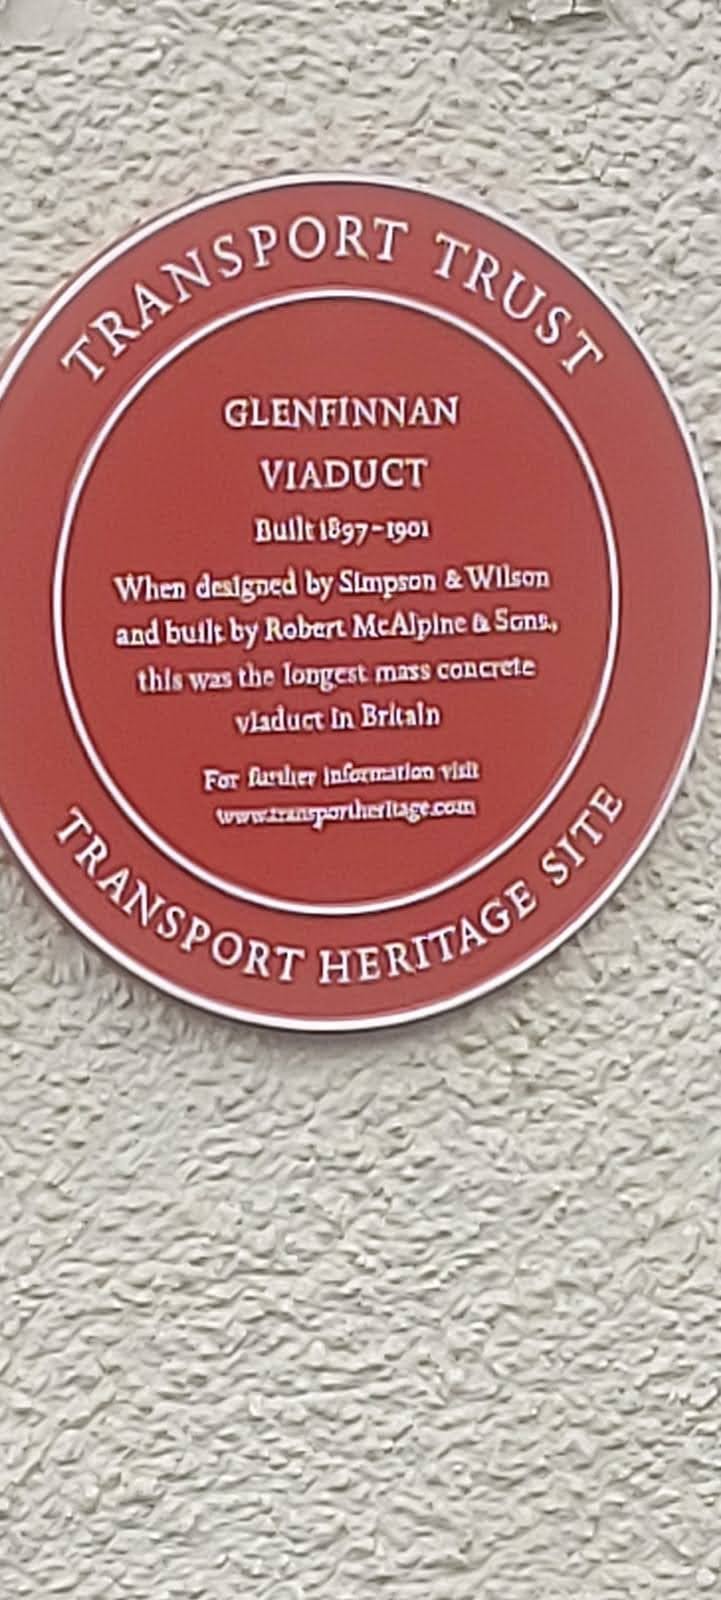 TRANSPORT TRUST
GLENFINNAN
VIADUCT
Built 1897-1901
When designed by Simpson & Wilson
and built by Robert McAlpine & Sons,
this was the longest mass concrete
viaduct in Britain
For further information visit
www.transportheritage.com
TRANSPORT HERITAGE SITE